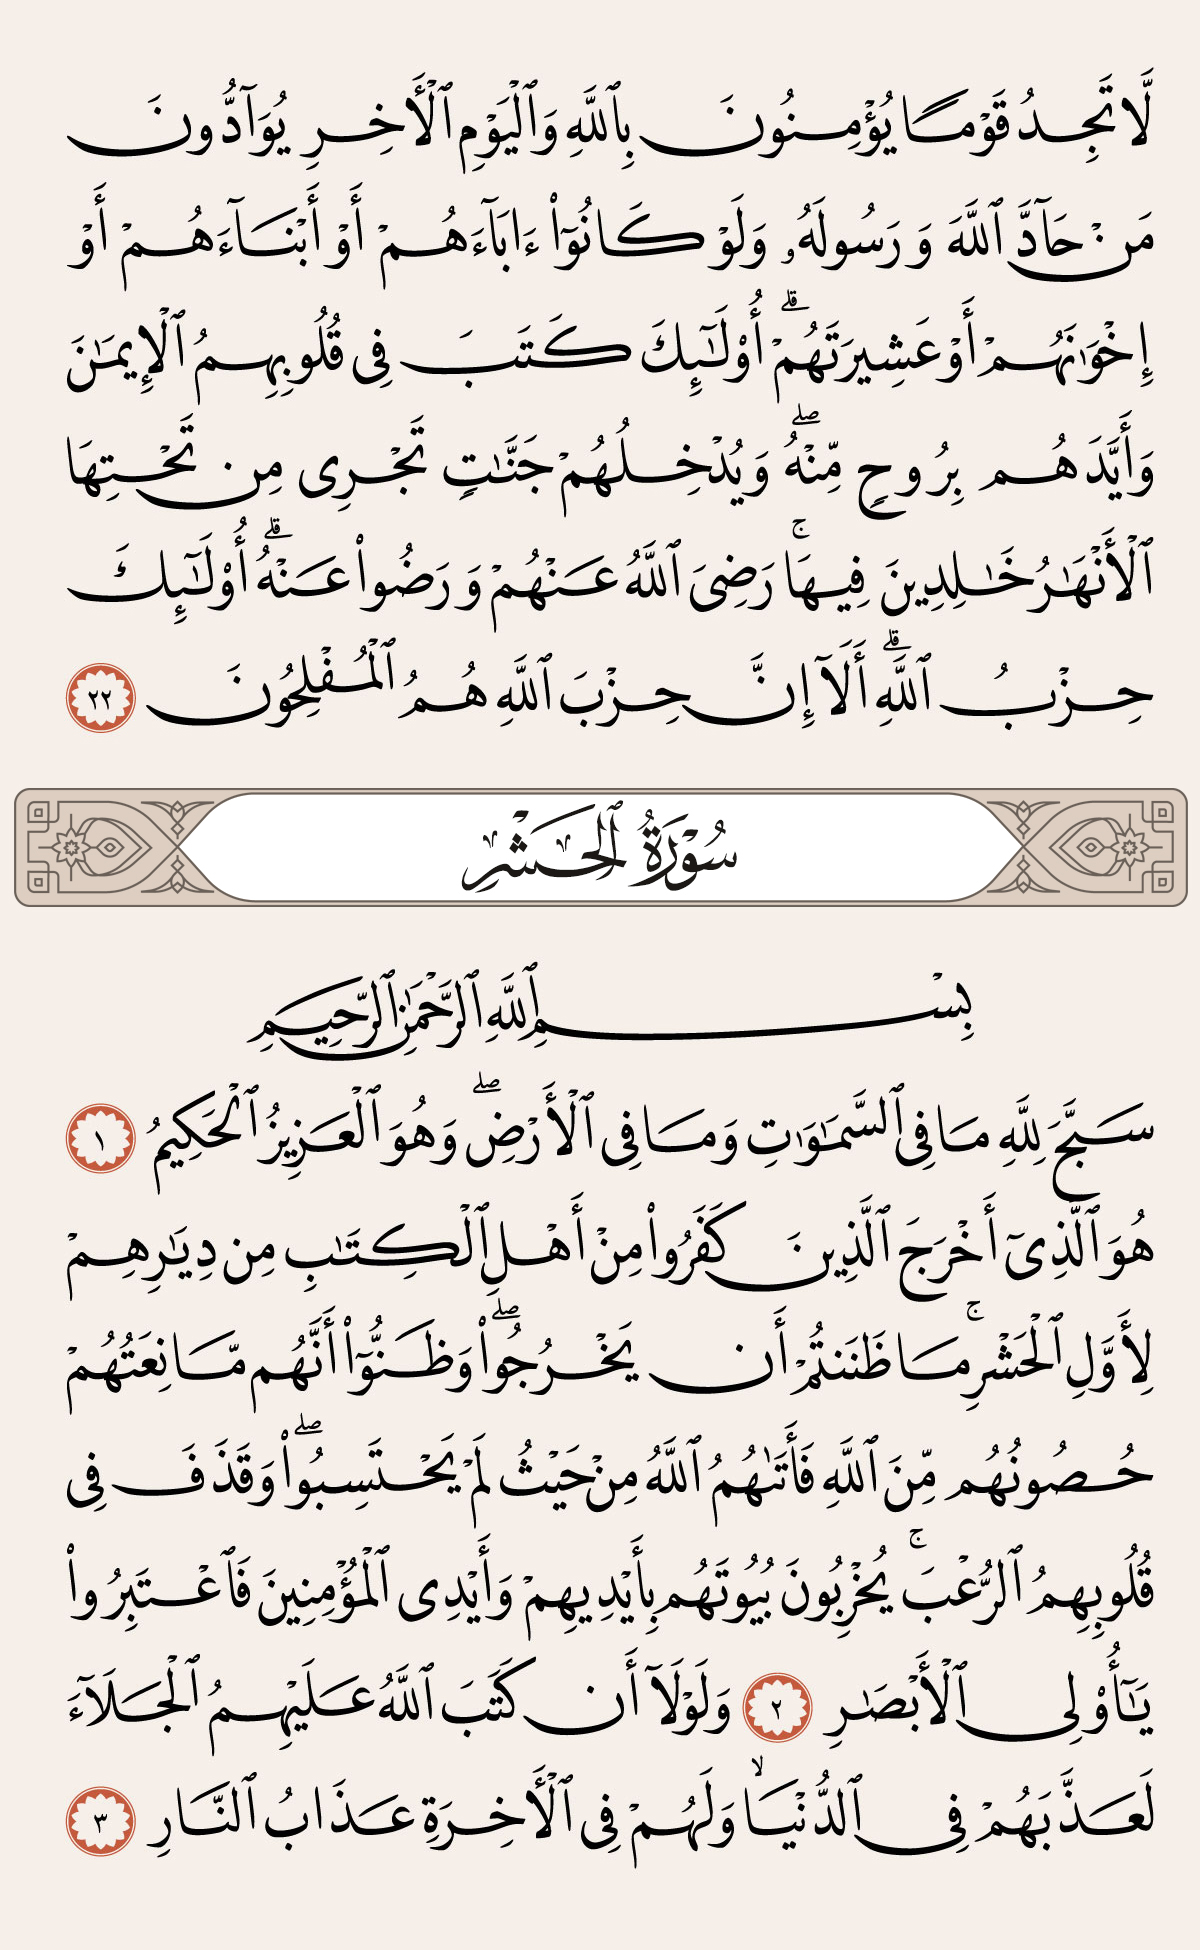 لَّا تَجِدُ قَوْمًا يُؤْمِنُونَ بِٱللَّهِ وَٱلْيَوْمِ ٱلْأَخِرِ يُوَآدُّونَ
مَنْ حَآدَّ ٱللَّهَ وَرَسُولَهُۥ وَلَوْ كَانُوٓا۟ ءَابَآءَهُمْ أَوْ أَبْنَآءَهُمْ أَوْ
إِخْوَٰنَهُمْ أَوْ عَشِيرَتَهُمْ ۚ أُو۟لَـٰٓئِكَ كَتَبَ فِى قُلُوبِهِمُ ٱلْإِيمَـٰنَ
وَأَيَّدَهُم بِرُوحٍ مِّنْهُ ۖ وَيُدْخِلُهُمْ جَنَّـٰتٍ تَجْرِى مِن تَحْتِهَا
ٱلْأَنْهَـٰرُ خَـٰلِدِينَ فِيهَا ۚ رَضِىَ ٱللَّهُ عَنْهُمْ وَرَضُوا۟ عَنْهُ ۗ أُو۟لَـٰٓئِكَ
حِزْبُ ٱللَّهِ ۗ أَلَآ إِنَّ حِزْبَ ٱللَّهِ هُمُ ٱلْمُفْلِحُونَ ٢٢
سُورَةُ ٱلْحَشْرِ
بِسْمِ ٱللَّهِ ٱلرَّحْمَـٰنِ ٱلرَّحِيمِ
سَبَّحَ لِلَّهِ مَا فِى ٱلسَّمَـٰوَٰتِ وَمَا فِى ٱلْأَرْضِ ۖ وَهُوَ ٱلْعَزِيزُ ٱلْحَكِيمُ ١
هُوَ ٱلَّذِىٓ أَخْرَجَ ٱلَّذِينَ كَفَرُوا۟ مِنْ أَهْلِ ٱلْكِتَـٰبِ مِن دِيَـٰرِهِمْ
لِأَوَّلِ ٱلْحَشْرِ ۚ مَا ظَنَنتُمْ أَن يَخْرُجُوا۟ ۖ وَظَنُّوٓا۟ أَنَّهُم مَّانِعَتُهُمْ
حُصُونُهُم مِّنَ ٱللَّهِ فَأَتَىٰهُمُ ٱللَّهُ مِنْ حَيْثُ لَمْ يَحْتَسِبُوا۟ ۖ وَقَذَفَ فِى
قُلُوبِهِمُ ٱلرُّعْبَ ۚ يُخْرِبُونَ بُيُوتَهُم بِأَيْدِيهِمْ وَأَيْدِى ٱلْمُؤْمِنِينَ فَٱعْتَبِرُوا۟
يَـٰٓأُو۟لِى ٱلْأَبْصَـٰرِ ٢ وَلَوْلَآ أَن كَتَبَ ٱللَّهُ عَلَيْهِمُ ٱلْجَلَآءَ
لَعَذَّبَهُمْ فِى ٱلدُّنْيَا ۙ وَلَهُمْ فِى ٱلْأَخِرَةِ عَذَابُ ٱلنَّارِ ٣